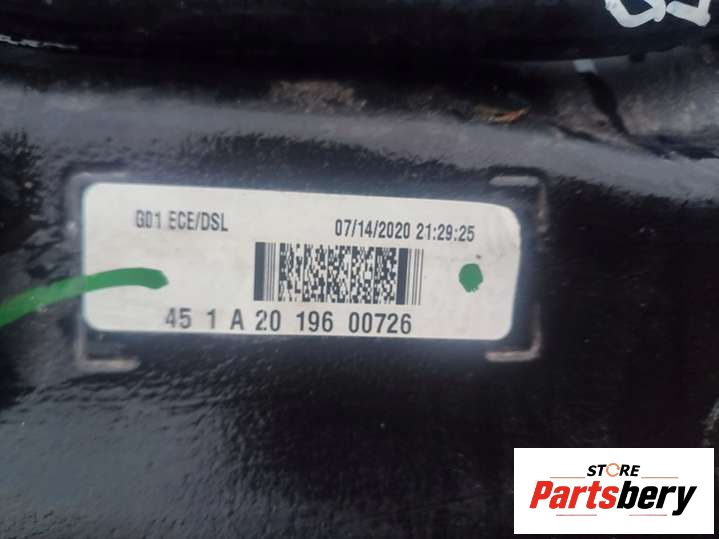 G01 ECE/DSL 07/14/2020 21:29:25
45 1 A 20 196 00726
STORE
Partsbery